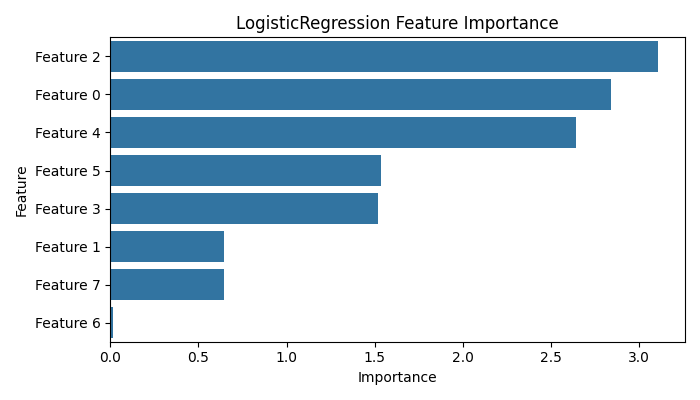 LogisticRegression Feature Importance
Feature
Feature 2
Feature 0
Feature 4
Feature 5
Feature 3
Feature 1
Feature 7
Feature 6
0.0 0.5 1.0 1.5 2.0 2.5 3.0
Importance